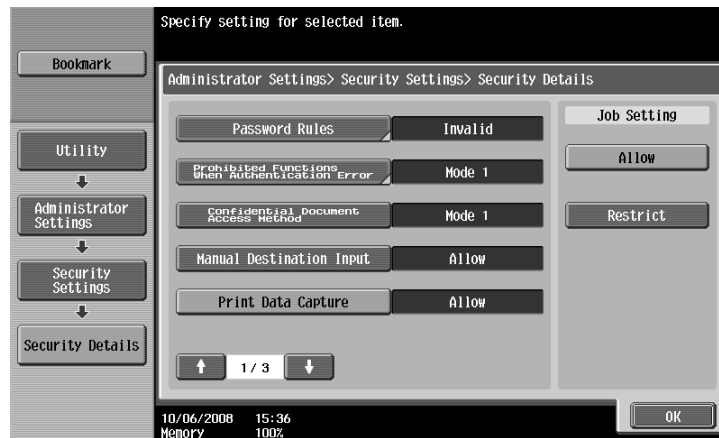 Specify setting for selected item.
Bookmark
Utility
Administrator
Settings
Security
Settings
Security Details
Administrator Settings> Security Settings> Security Details
Password Rules
Invalid
Prohibited Functions
When Authentication Error
Mode 1
Confidential Document
Access Method
Mode 1
Manual Destination Input
Allow
Print Data Capture
Allow
1/ 3
Job Setting
Allow
Restrict
10/06/2008 15:36
Memory 100%
OK